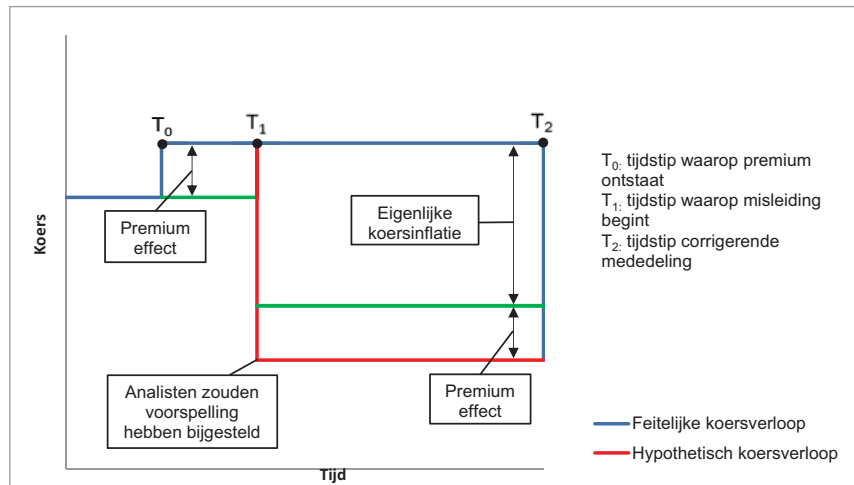 T0
T1
T2
Premium
effect
Eigenlijke
koersinflatie
T0: tijdstip waarop premium
ontstaat
T1: tijdstip waarop misleiding
begint
T2: tijdstip corrigerende
mededeling
Koers
Analisten zouden
voorspelling
hebben bijgesteld
Premium
effect
Feitelijke koersverloop
Hypothetisch koersverloop
Tijd